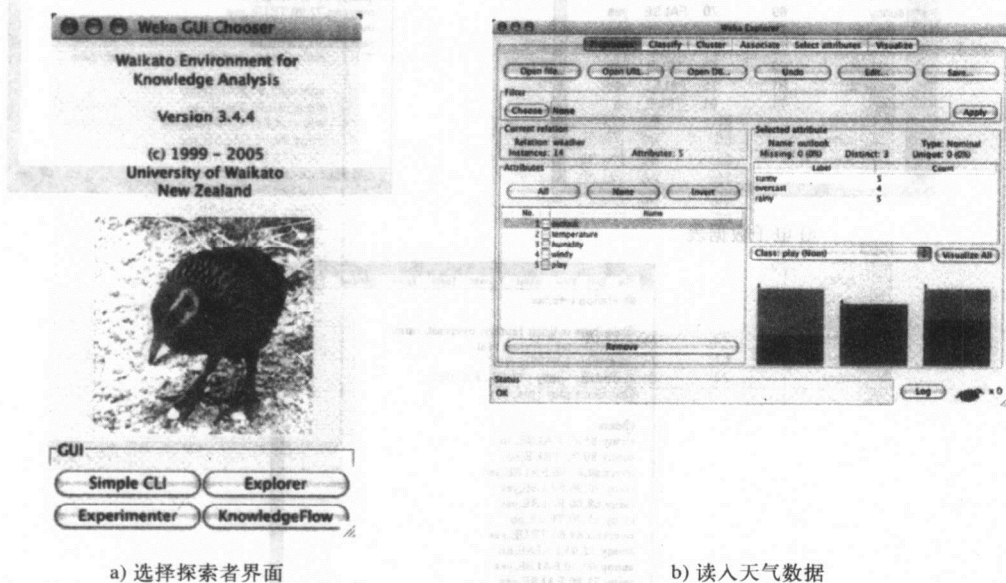 Weka GUI Chooser
Waikato Environment for
Knowledge Analysis
Version 3.4.4
(c) 1999 - 2005
University of Waikato
New Zealand
GUI
Simple CLI
Explorer
Experimenter
KnowledgeFlow
a) 选择探索者界面
Weka Explorer
Preprocess Classify Cluster Associate Select attributes Visualize
Open file... Open URL... Open DB... Undo Edit... Save...
Filter
Choose None Apply
Current relation
Relation: weather
Instances: 14 Attributes: 5
Attributes
All None Invert
No. Name
1 outlook
2 temperature
3 humidity
4 windy
5 play
Remove
Selected attribute
Name: outlook Type: Nominal
Missing: 0 (0%) Distinct: 3 Unique: 0 (0%)
Label Count
sunny 5
overcast 4
rainy 5
Class: play (Nom) Visualize All
Status
OK
Log x 0
b) 读入天气数据